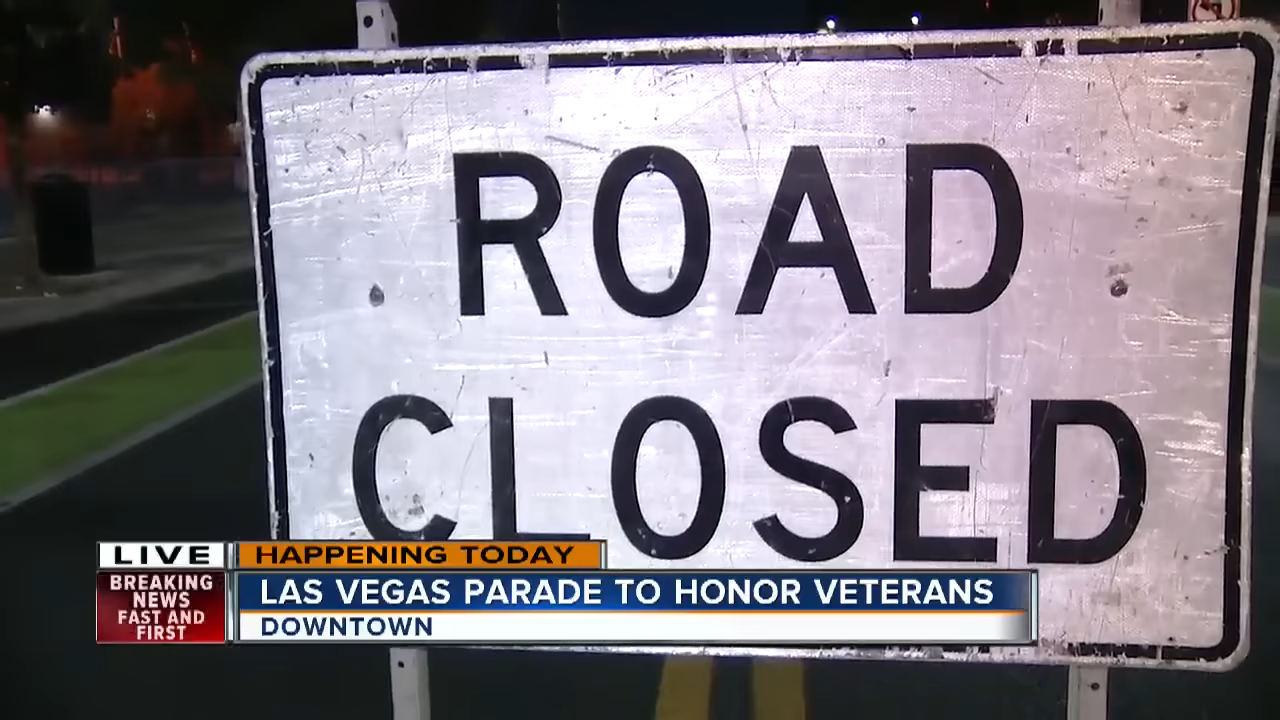 ROAD
CLOSED
LIVE
HAPPENING TODAY
BREAKING
NEWS
FAST AND
FIRST
LAS VEGAS PARADE TO HONOR VETERANS
DOWNTOWN